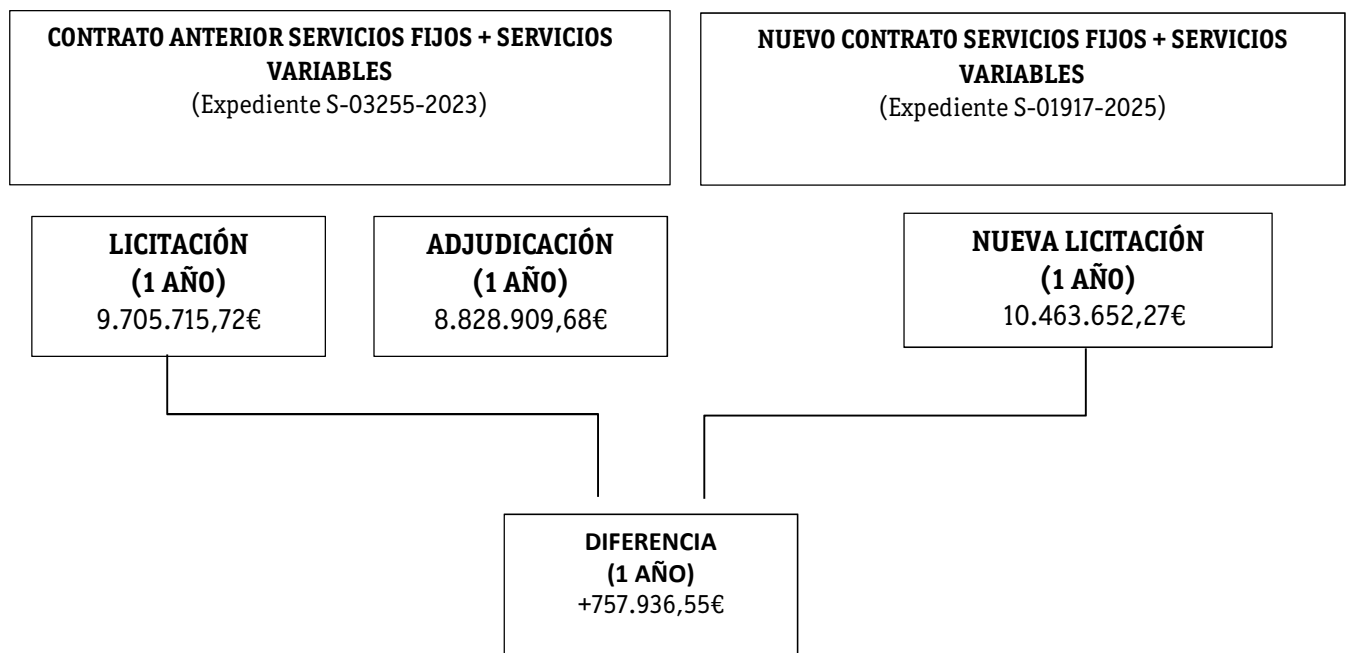 CONTRATO ANTERIOR SERVICIOS FIJOS + SERVICIOS
VARIABLES
(Expediente S-03255-2023)
NUEVO CONTRATO SERVICIOS FIJOS + SERVICIOS
VARIABLES
(Expediente S-01917-2025)
LICITACIÓN
(1 AÑO)
9.705.715,72€
ADJUDICACIÓN
(1 AÑO)
8.828.909,68€
NUEVA LICITACIÓN
(1 AÑO)
10.463.652,27€
DIFERENCIA
(1 AÑO)
+757.936,55€